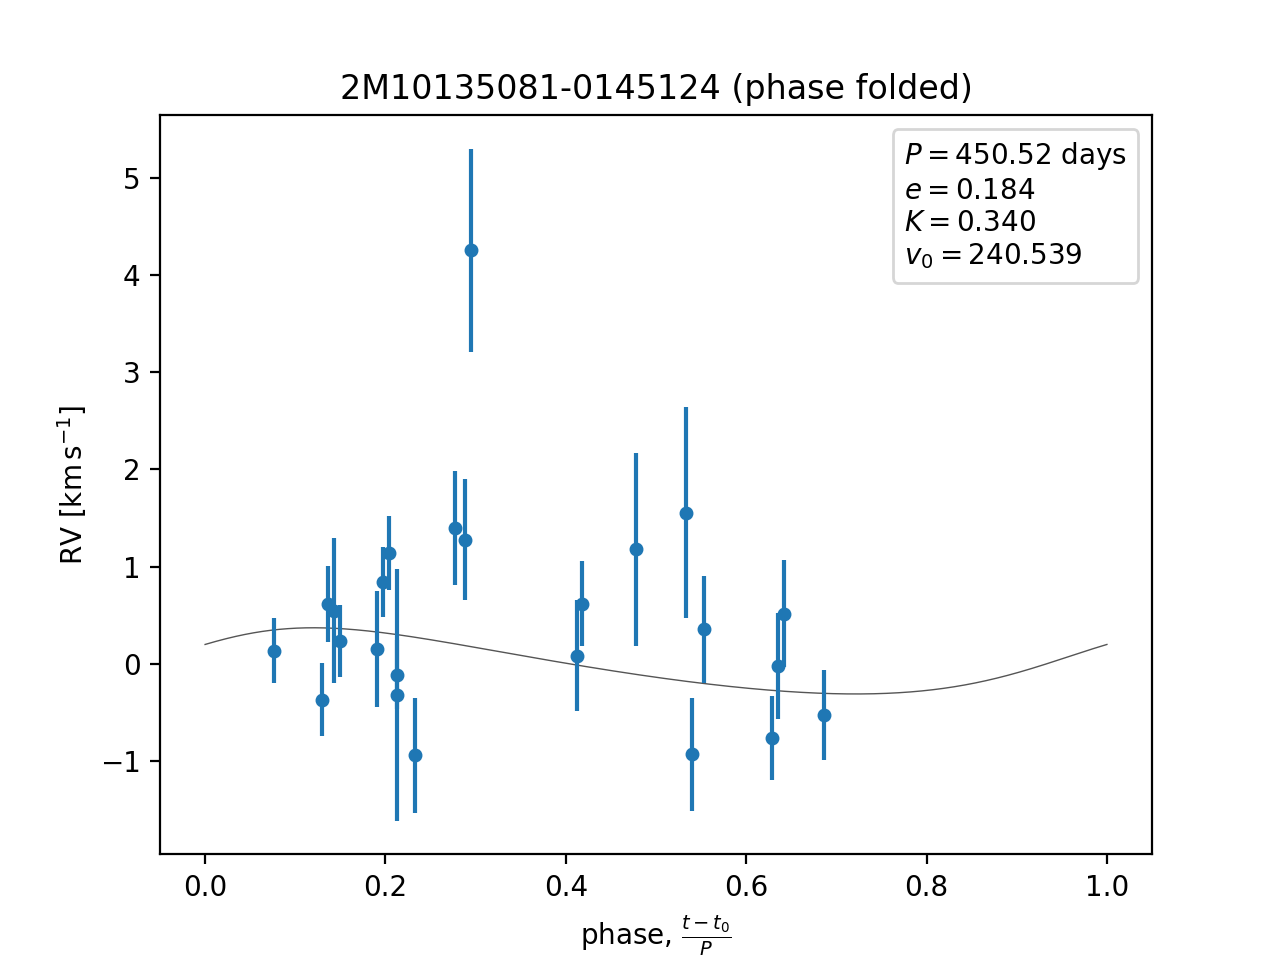 2M10135081-0145124 (phase folded)
P = 450.52 days
e = 0.184
K = 0.340
v₀ = 240.539
RV [km s⁻¹]
5
4
3
2
1
0
−1
0.0 0.2 0.4 0.6 0.8 1.0
phase, (t − t₀)/P